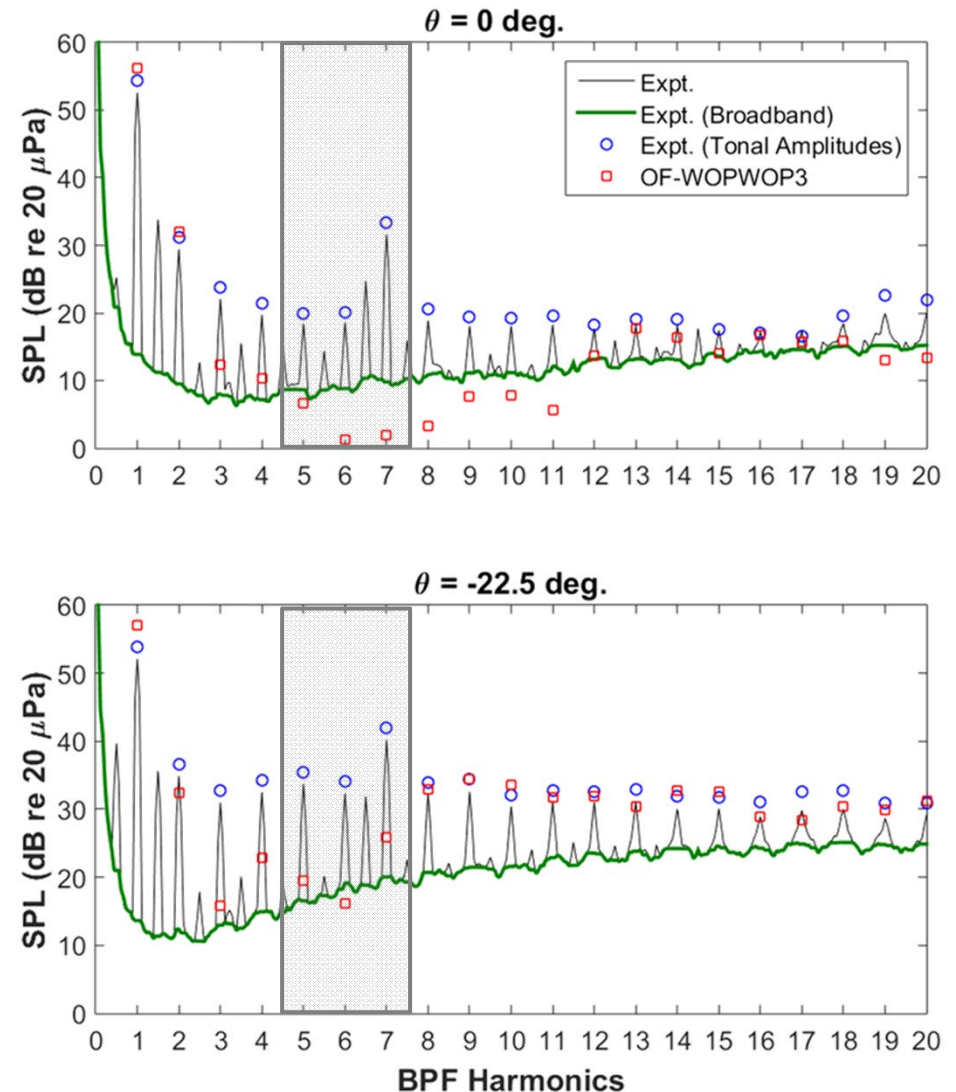 θ = 0 deg.
SPL (dB re 20 μPa)
60
50
40
30
20
10
0
Expt.
Expt. (Broadband)
Expt. (Tonal Amplitudes)
OF-WOPWOP3
0 1 2 3 4 5 6 7 8 9 10 11 12 13 14 15 16 17 18 19 20
θ = -22.5 deg.
SPL (dB re 20 μPa)
60
50
40
30
20
10
0
0 1 2 3 4 5 6 7 8 9 10 11 12 13 14 15 16 17 18 19 20
BPF Harmonics